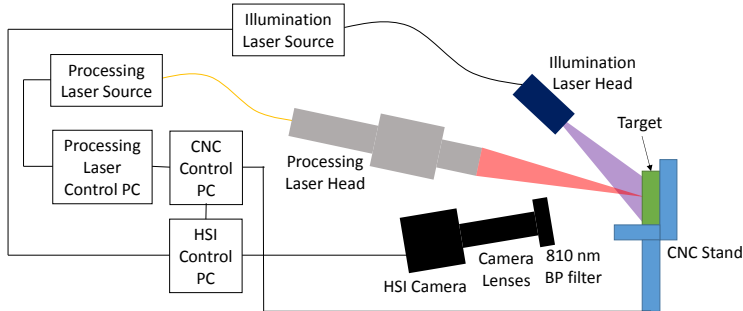 Illumination
Laser Source
Processing
Laser Source
Illumination
Laser Head
Target
Processing
Laser
Control PC
CNC
Control
PC
Processing
Laser Head
HSI
Control
PC
HSI Camera
Camera
Lenses
810 nm
BP filter
CNC Stand